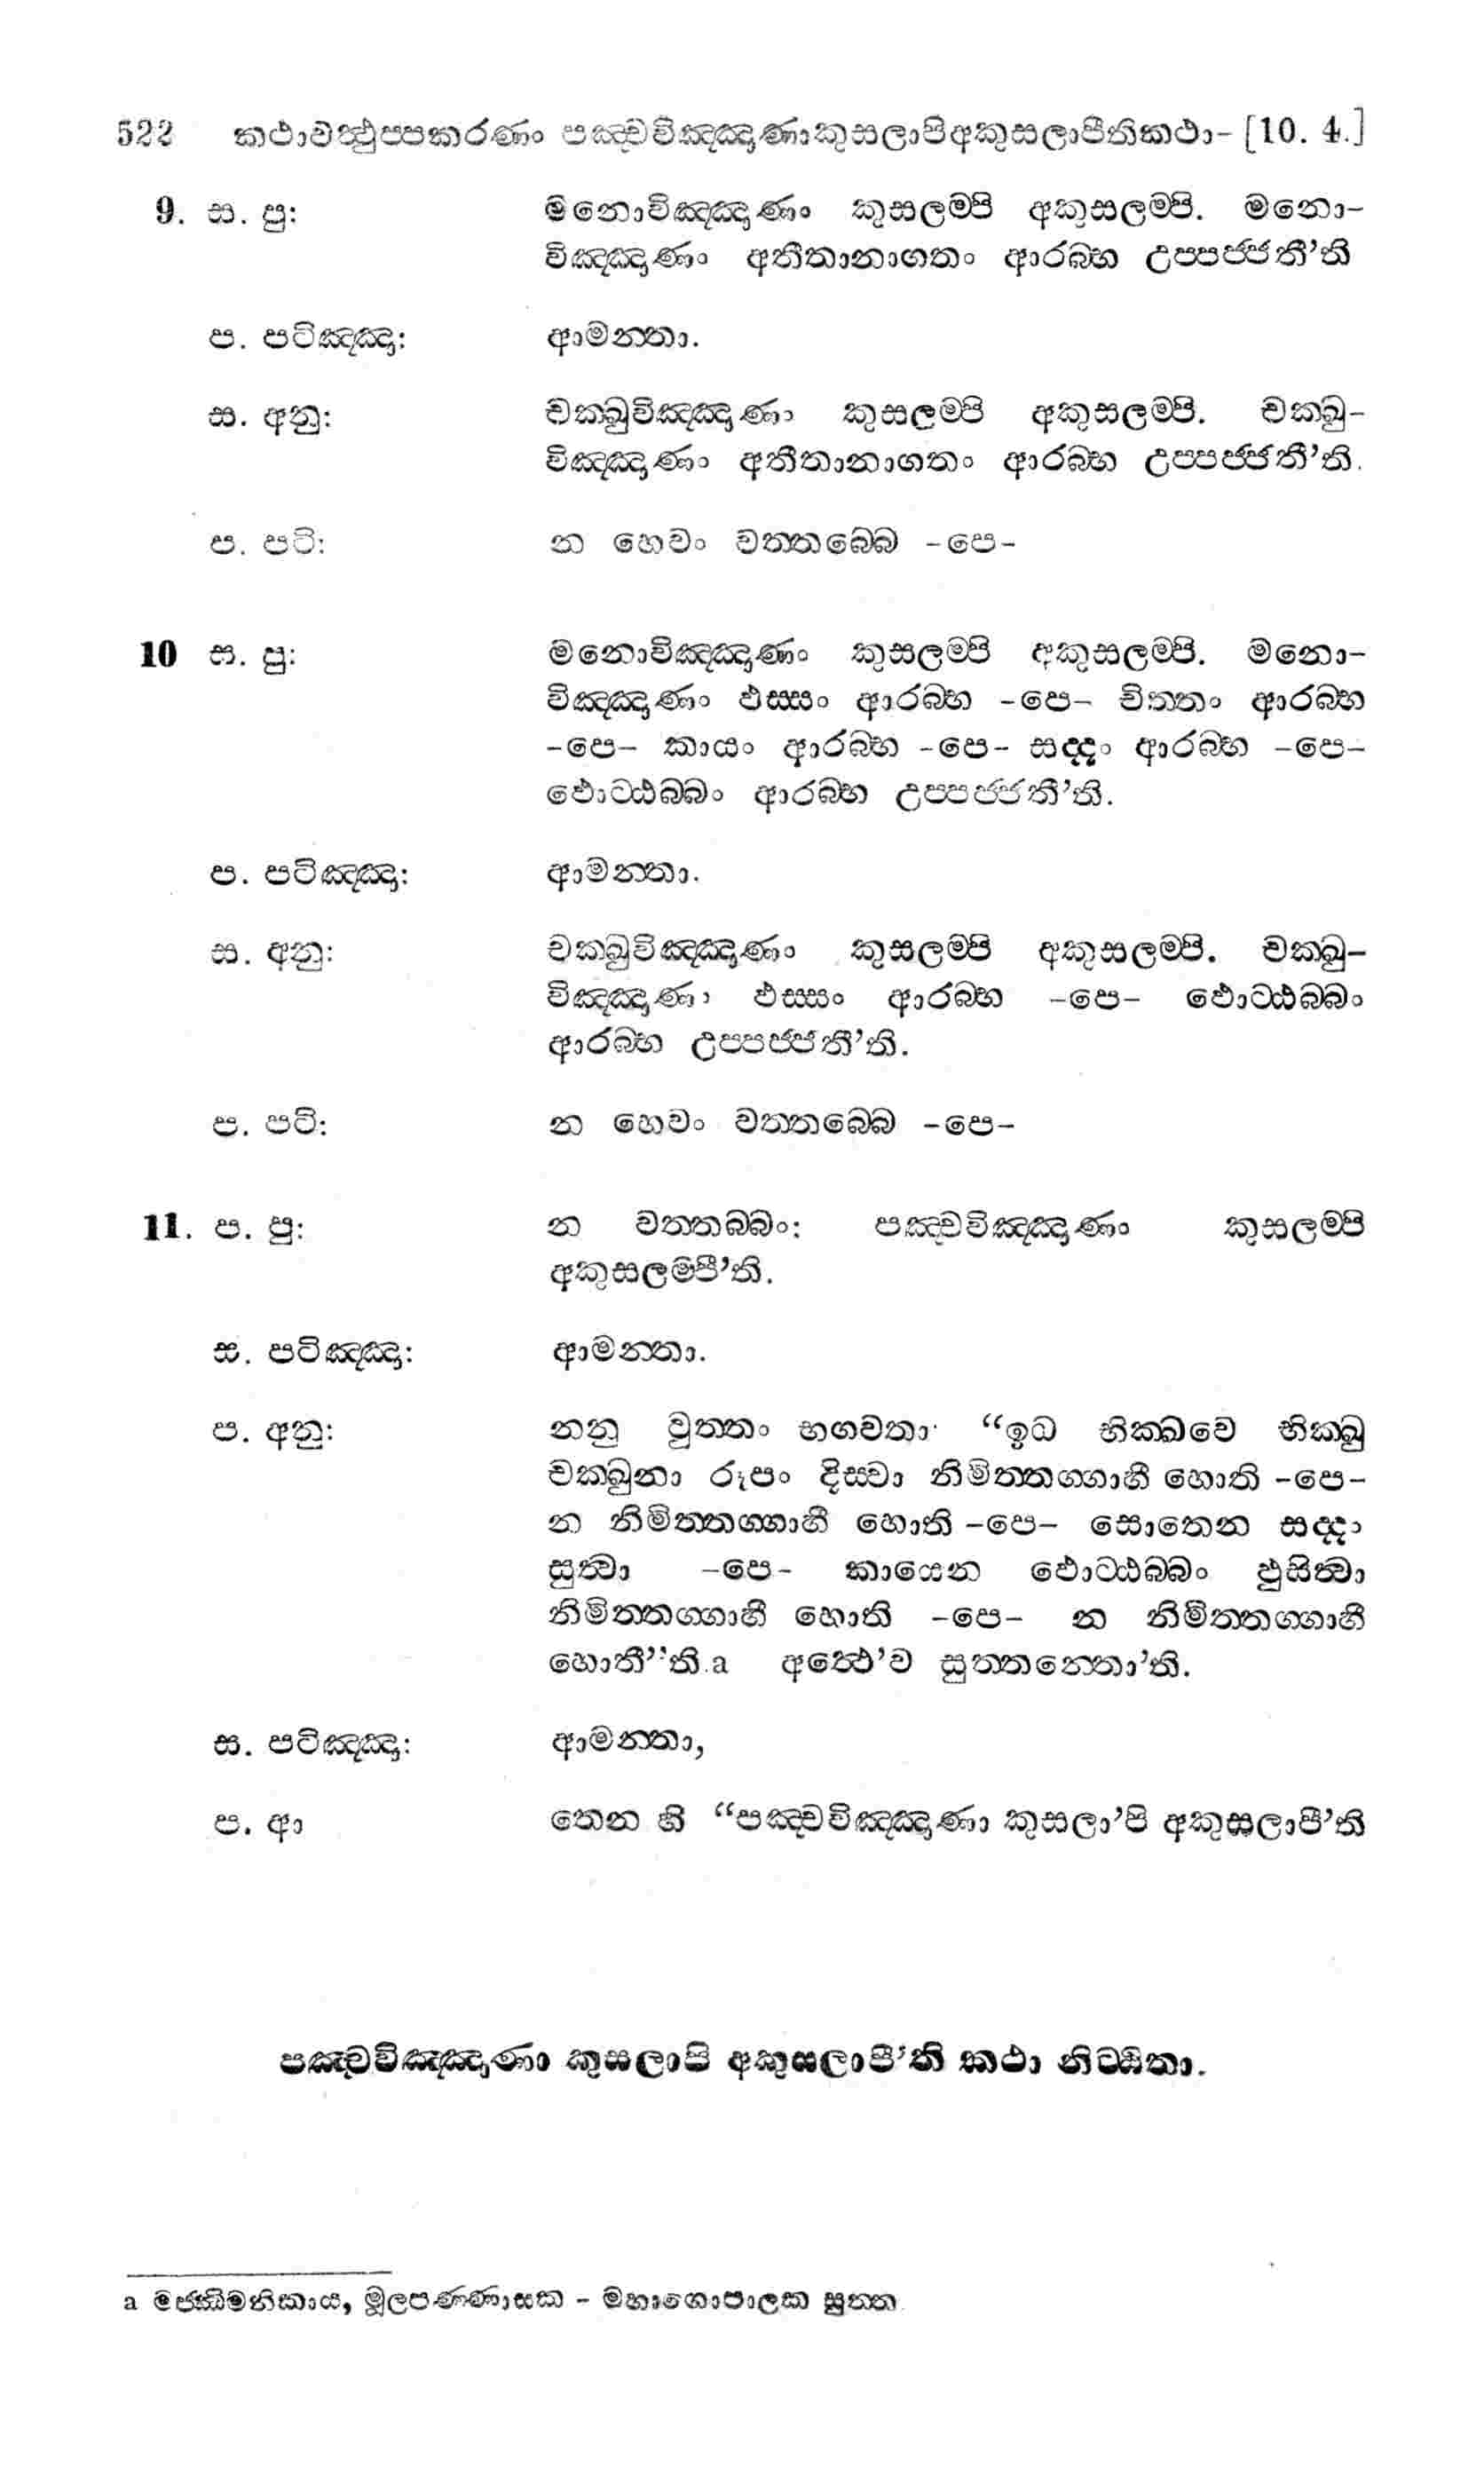 522 කථාවත්‍ථුප‍්පකරණං පඤ‍්චවිඤ‍්ඤාණාකුසලාපිඅකුසලාපීතිකථා- [10. 4.]
9. ස. පු: මනොවිඤ‍්ඤාණං කුසලම‍්පි අකුසලම‍්පි. මනො-
විඤ‍්ඤාණං අතීතානාගතං ආරබ‍්භ උප‍්පජ‍්ජතී’ති
ප. පටිඤ‍්ඤා: ආමන‍්තා.
ස. අනු: චක‍්ඛුවිඤ‍්ඤාණං කුසලම‍්පි අකුසලම‍්පි. චක‍්ඛු-
විඤ‍්ඤාණං අතීතානාගතං ආරබ‍්භ උප‍්පජ‍්ජතී’ති.
ප. පටි: න හෙවං වත‍්තබ‍්බෙ -පෙ-
10 ස. පු: මනොවිඤ‍්ඤාණං කුසලම‍්පි අකුසලම‍්පි. මනො-
විඤ‍්ඤාණං ඵස‍්සං ආරබ‍්භ -පෙ- චිත‍්තං ආරබ‍්භ
-පෙ- කායං ආරබ‍්භ -පෙ- සද‍්දං ආරබ‍්භ -පෙ-
ඵොට‍්ඨබ‍්බං ආරබ‍්භ උප‍්පජ‍්ජතී’ති.
ප. පටිඤ‍්ඤා: ආමන‍්තා.
ස. අනු: චක‍්ඛුවිඤ‍්ඤාණං කුසලම‍්පි අකුසලම‍්පි. චක‍්ඛු-
විඤ‍්ඤාණං ඵස‍්සං ආරබ‍්භ -පෙ- ඵොට‍්ඨබ‍්බං
ආරබ‍්භ උප‍්පජ‍්ජතී’ති.
ප. පටි: න හෙවං වත‍්තබ‍්බෙ -පෙ-
11. ප. පු: න වත‍්තබ‍්බං: පඤ‍්චවිඤ‍්ඤාණං කුසලම‍්පි
අකුසලම‍්පී’ති.
ස. පටිඤ‍්ඤා: ආමන‍්තා.
ප. අනු: නනු වුත‍්තං භගවතා “ඉධ භික‍්ඛවෙ භික‍්ඛු
චක‍්ඛුනා රූපං දිස‍්වා නිමිත‍්තග‍්ගාහී හොති -පෙ-
න නිමිත‍්තග‍්ගාහී හොති -පෙ- සොතෙන සද‍්දං
සුත්‍වා -පෙ- කායෙන ඵොට‍්ඨබ‍්බං ඵුසිත්‍වා
නිමිත‍්තග‍්ගාහී හොති -පෙ- න නිමිත‍්තග‍්ගාහී
හොතී”ති.a අත්‍ථෙ’ව සුත‍්තන‍්තො’ති.
ස. පටිඤ‍්ඤා: ආමන‍්තා,
ප. ආ තෙන හි “පඤ‍්චවිඤ‍්ඤාණා කුසලා’පි අකුසලාපී’ති
පඤ‍්චවිඤ‍්ඤාණා කුසලාපි අකුසලාපී’ති කථා නිට‍්ඨිතා.
a මජ‍්ඣිමනිකාය, මූලපණ‍්ණාසක - මහාගොපාලක සුත‍්ත